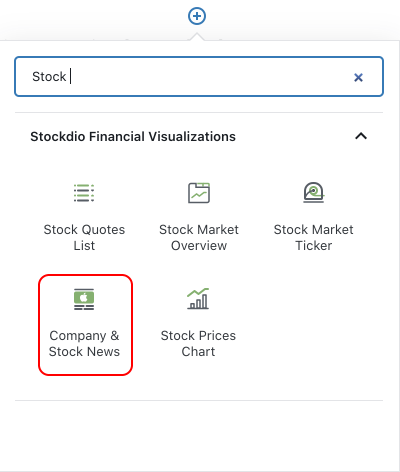 Stock
Stockdio Financial Visualizations
Stock Quotes
List
Stock Market
Overview
Stock Market
Ticker
Company &
Stock News
Stock Prices
Chart